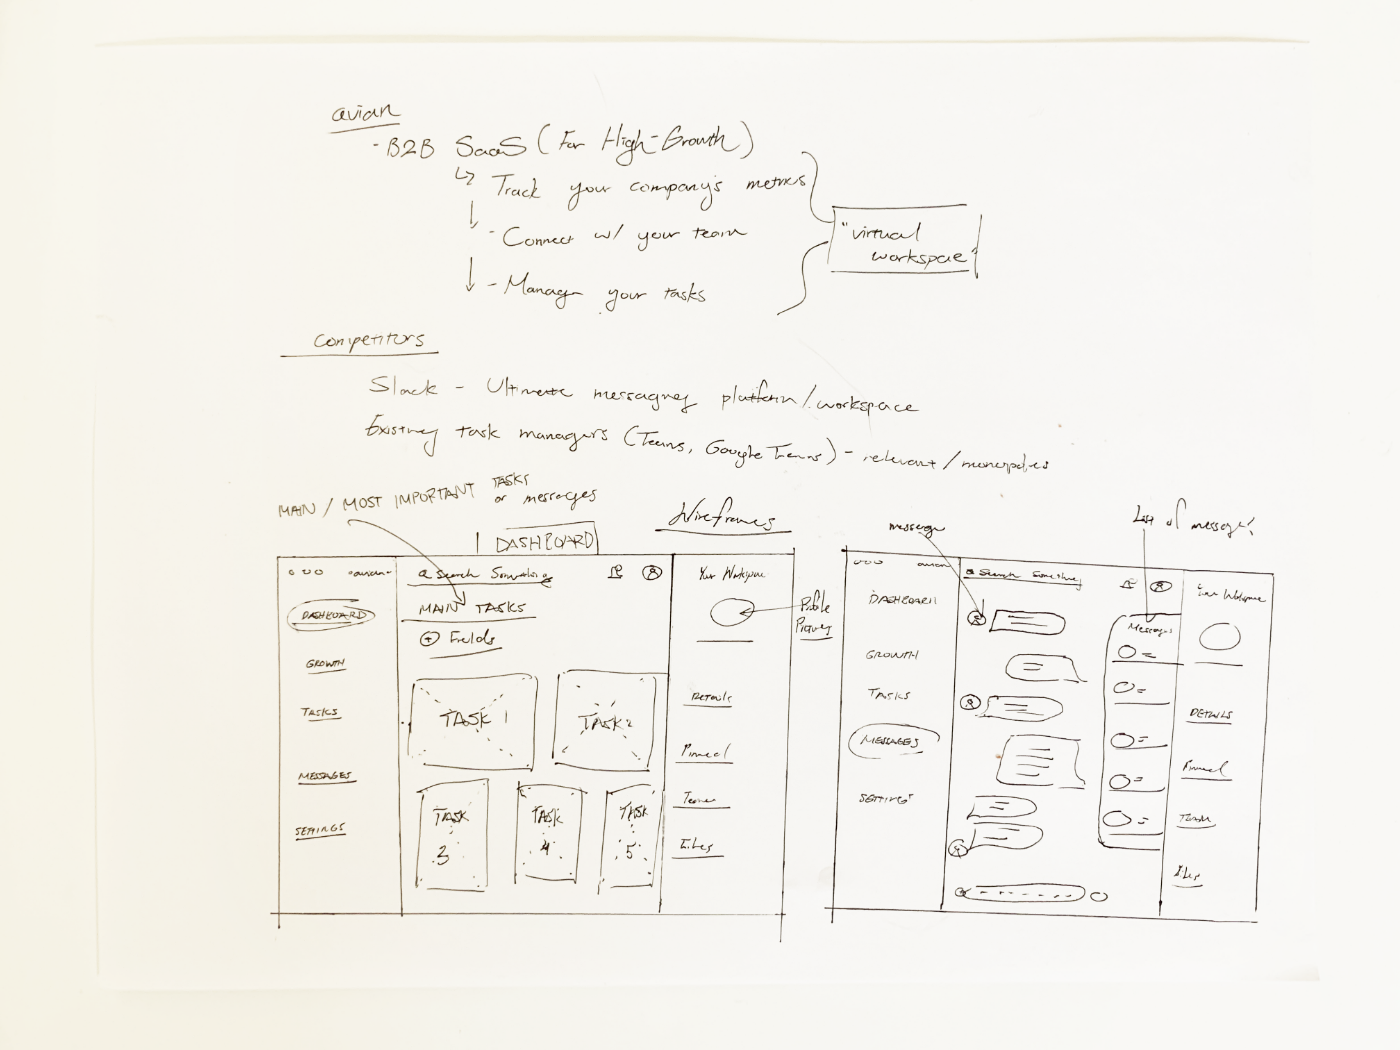 avian
- B2B SaaS (For High-Growth)
↳ Track your company's metrics
↓ - Connect w/ your team
↓ - Manage your tasks
"virtual
workspace"
Competitors
Slack - Ultimate messaging platform/workspace
Existing task managers (Teams, Google Teams) - relevant/monopolies
MAIN / MOST IMPORTANT TASKS
or messages
Wireframes
DASHBOARD
avian
Search Something
Your Workspace
DASHBOARD
MAIN TASKS
+ Fields
Profile
Picture
GROWTH
TASKS
MESSAGES
SETTINGS
TASK 1
TASK 2
TASK
3
TASK
4
TASK
5
Details
Pinned
Team
Files
message
List of messages
avian
Search Something
Your Workspace
DASHBOARD
GROWTH
TASKS
MESSAGES
SETTINGS
Messages
DETAILS
Pinned
TEAM
Files